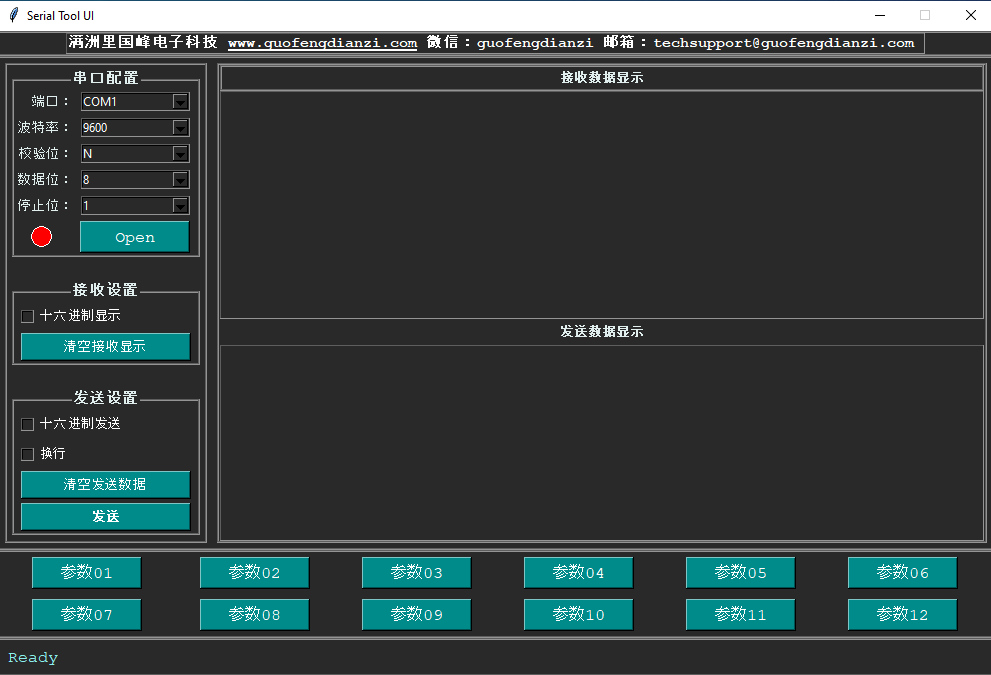 Serial Tool UI
满洲里国峰电子科技 www.guofengdianzi.com 微信：guofengdianzi 邮箱：techsupport@guofengdianzi.com
串口配置
端口： COM1
波特率： 9600
校验位： N
数据位： 8
停止位： 1
Open
接收设置
十六进制显示
清空接收显示
发送设置
十六进制发送
换行
清空发送数据
发送
接收数据显示
发送数据显示
参数01 参数02 参数03 参数04 参数05 参数06
参数07 参数08 参数09 参数10 参数11 参数12
Ready